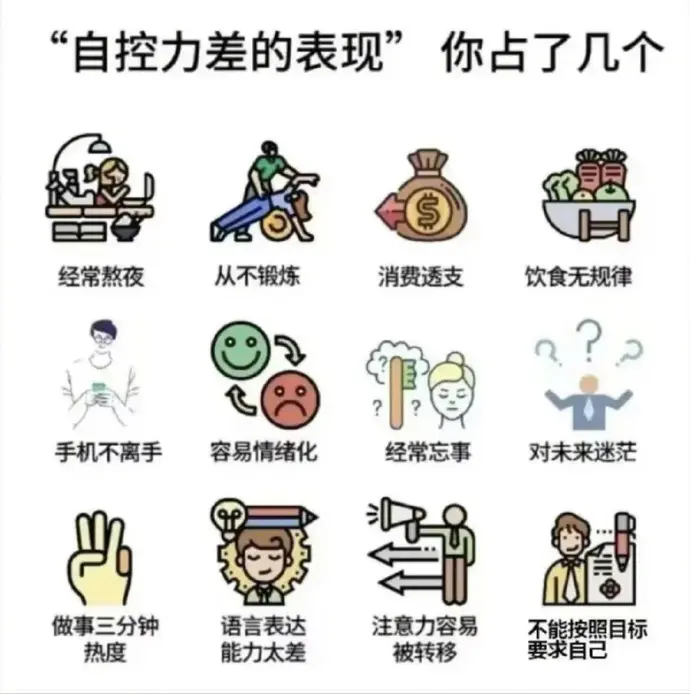 “自控力差的表现” 你占了几个
经常熬夜
从不锻炼
消费透支
饮食无规律
手机不离手
容易情绪化
经常忘事
对未来迷茫
做事三分钟
热度
语言表达
能力太差
注意力容易
被转移
不能按照目标
要求自己